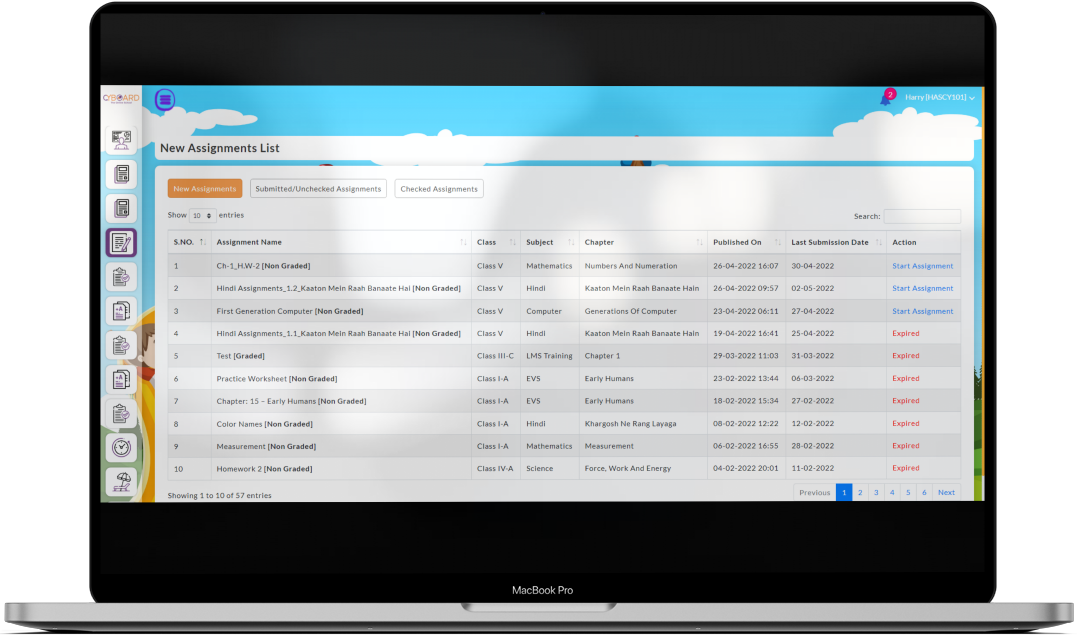 C BOARD
2
Harry [HASCY101]
New Assignments List
New Assignments Submitted/Unchecked Assignments Checked Assignments
Show 10 entries
Search:
S.NO. Assignment Name Class Subject Chapter Published On Last Submission Date Action
1 Ch-1_H.W-2 [Non Graded] Class V Mathematics Numbers And Numeration 26-04-2022 16:07 30-04-2022 Start Assignment
2 Hindi Assignments_1.2_Kaaton Mein Raah Banaate Hai [Non Graded] Class V Hindi Kaaton Mein Raah Banaate Hain 26-04-2022 09:57 02-05-2022 Start Assignment
3 First Generation Computer [Non Graded] Class V Computer Generations Of Computer 23-04-2022 06:11 27-04-2022 Start Assignment
4 Hindi Assignments_1.1_Kaaton Mein Raah Banaate Hai [Non Graded] Class V Hindi Kaaton Mein Raah Banaate Hain 19-04-2022 16:41 25-04-2022 Expired
5 Test [Graded] Class III-C LMS Training Chapter 1 29-03-2022 11:03 31-03-2022 Expired
6 Practice Worksheet [Non Graded] Class I-A EVS Early Humans 23-02-2022 13:44 06-03-2022 Expired
7 Chapter: 15 – Early Humans [Non Graded] Class I-A EVS Early Humans 18-02-2022 15:34 27-02-2022 Expired
8 Color Names [Non Graded] Class I-A Hindi Khargosh Ne Rang Layaga 08-02-2022 12:22 12-02-2022 Expired
9 Measurement [Non Graded] Class I-A Mathematics Measurement 06-02-2022 16:55 28-02-2022 Expired
10 Homework 2 [Non Graded] Class IV-A Science Force, Work And Energy 04-02-2022 20:01 11-02-2022 Expired
Showing 1 to 10 of 57 entries
Previous 1 2 3 4 5 6 Next
MacBook Pro